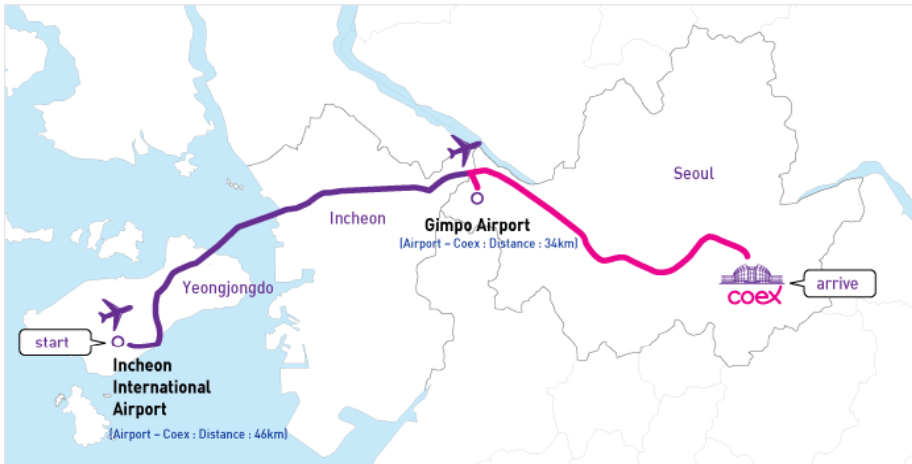 Seoul
Incheon
Gimpo Airport
(Airport – Coex : Distance : 34km)
Yeongjongdo
coex
arrive
start
Incheon
International
Airport
(Airport – Coex : Distance : 46km)